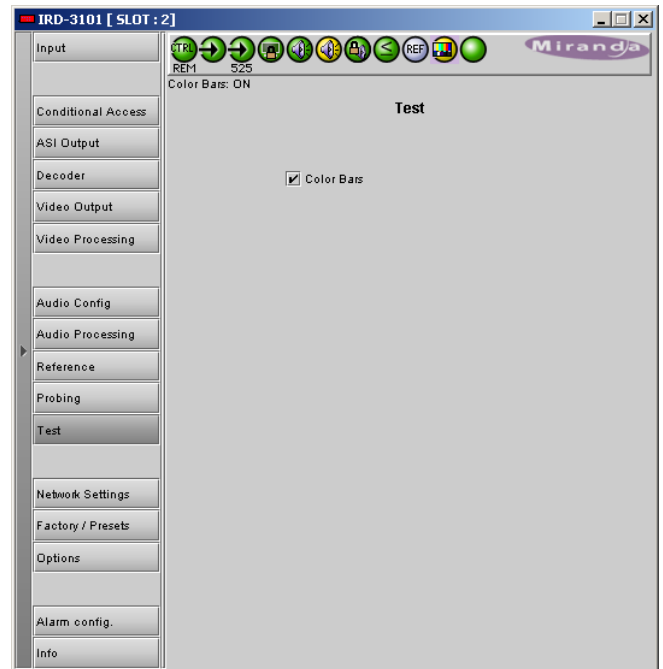 IRD-3101 [ SLOT : 2]
Input
Conditional Access
ASI Output
Decoder
Video Output
Video Processing
Audio Config
Audio Processing
Reference
Probing
Test
Network Settings
Factory / Presets
Options
Alarm config.
Info
CTRL
REF
Miranda
REM 525
Color Bars: ON
Test
Color Bars